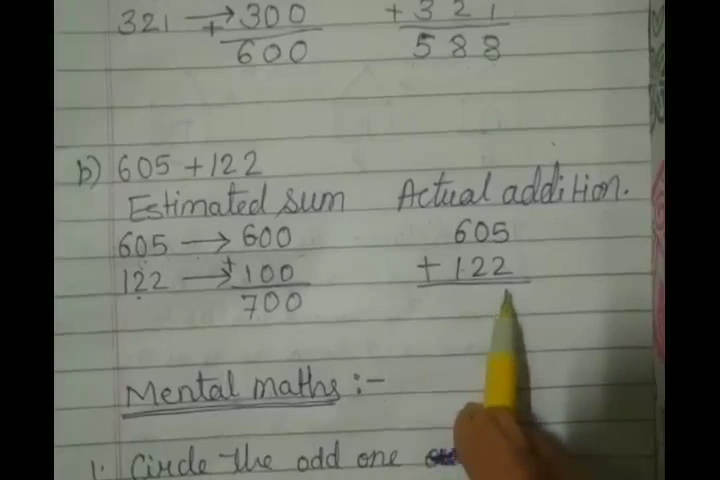 321 → 300 + 321
+
600 588
b) 605 + 122
Estimated sum Actual addition.
605 → 600 605
122 → + 100 + 122
700
Mental maths :-
1. Circle the odd one